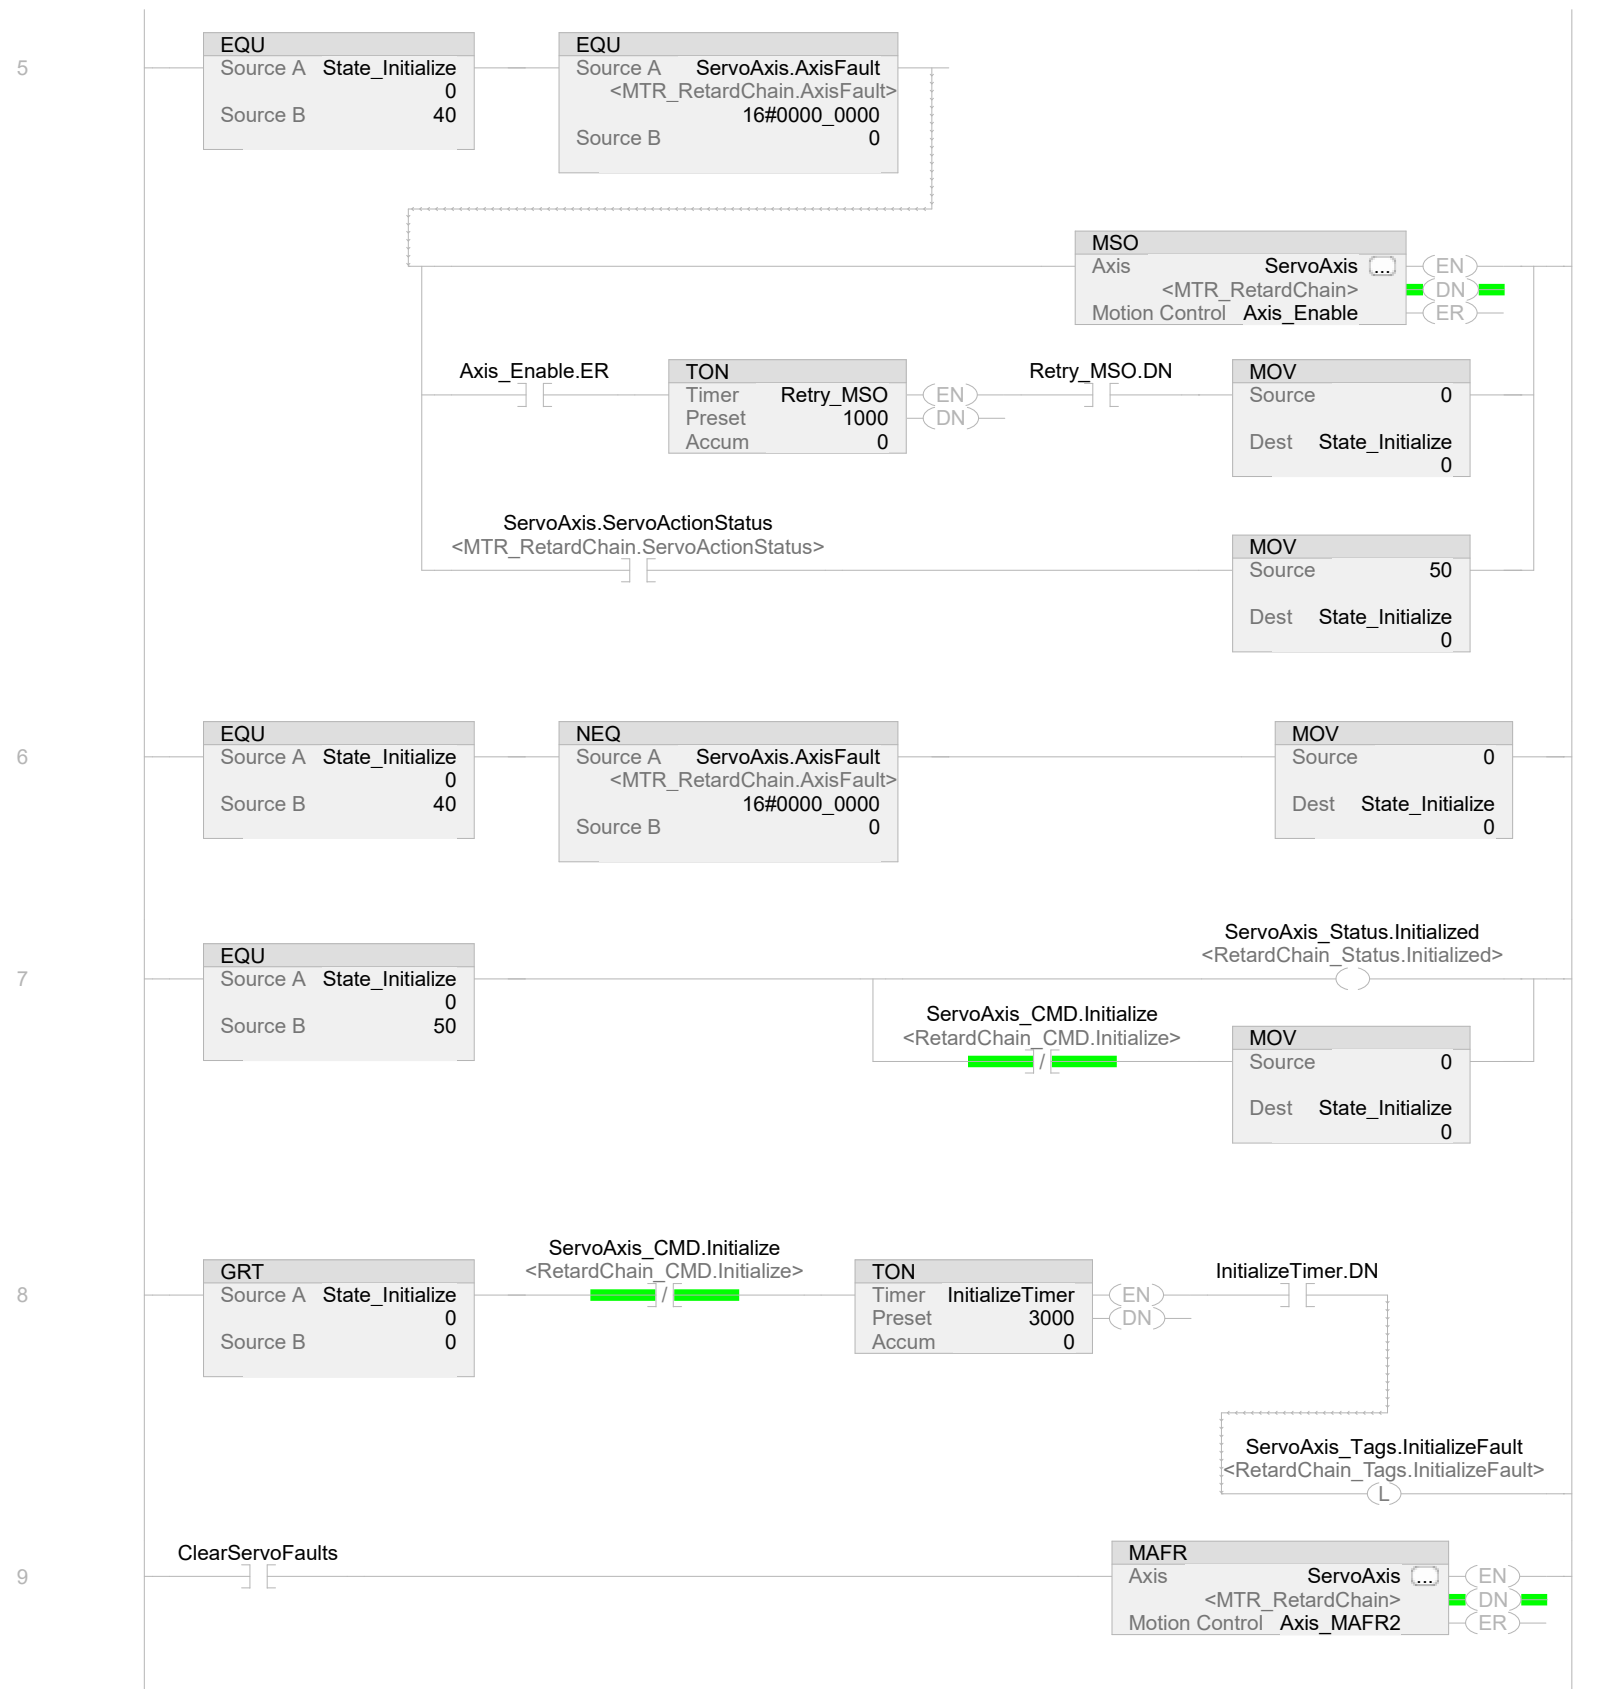 5
EQU
Source A State_Initialize
0
Source B 40
EQU
Source A ServoAxis.AxisFault
<MTR_RetardChain.AxisFault>
16#0000_0000
Source B 0
MSO
Axis ServoAxis ...
<MTR_RetardChain>
Motion Control Axis_Enable
EN
DN
ER
Axis_Enable.ER
TON
Timer Retry_MSO
Preset 1000
Accum 0
EN
DN
Retry_MSO.DN
MOV
Source 0
Dest State_Initialize
0
ServoAxis.ServoActionStatus
<MTR_RetardChain.ServoActionStatus>
MOV
Source 50
Dest State_Initialize
0
6
EQU
Source A State_Initialize
0
Source B 40
NEQ
Source A ServoAxis.AxisFault
<MTR_RetardChain.AxisFault>
16#0000_0000
Source B 0
MOV
Source 0
Dest State_Initialize
0
7
EQU
Source A State_Initialize
0
Source B 50
ServoAxis_Status.Initialized
<RetardChain_Status.Initialized>
ServoAxis_CMD.Initialize
<RetardChain_CMD.Initialize>
/
MOV
Source 0
Dest State_Initialize
0
8
GRT
Source A State_Initialize
0
Source B 0
ServoAxis_CMD.Initialize
<RetardChain_CMD.Initialize>
/
TON
Timer InitializeTimer
Preset 3000
Accum 0
EN
DN
InitializeTimer.DN
ServoAxis_Tags.InitializeFault
<RetardChain_Tags.InitializeFault>
L
9
ClearServoFaults
MAFR
Axis ServoAxis ...
<MTR_RetardChain>
Motion Control Axis_MAFR2
EN
DN
ER